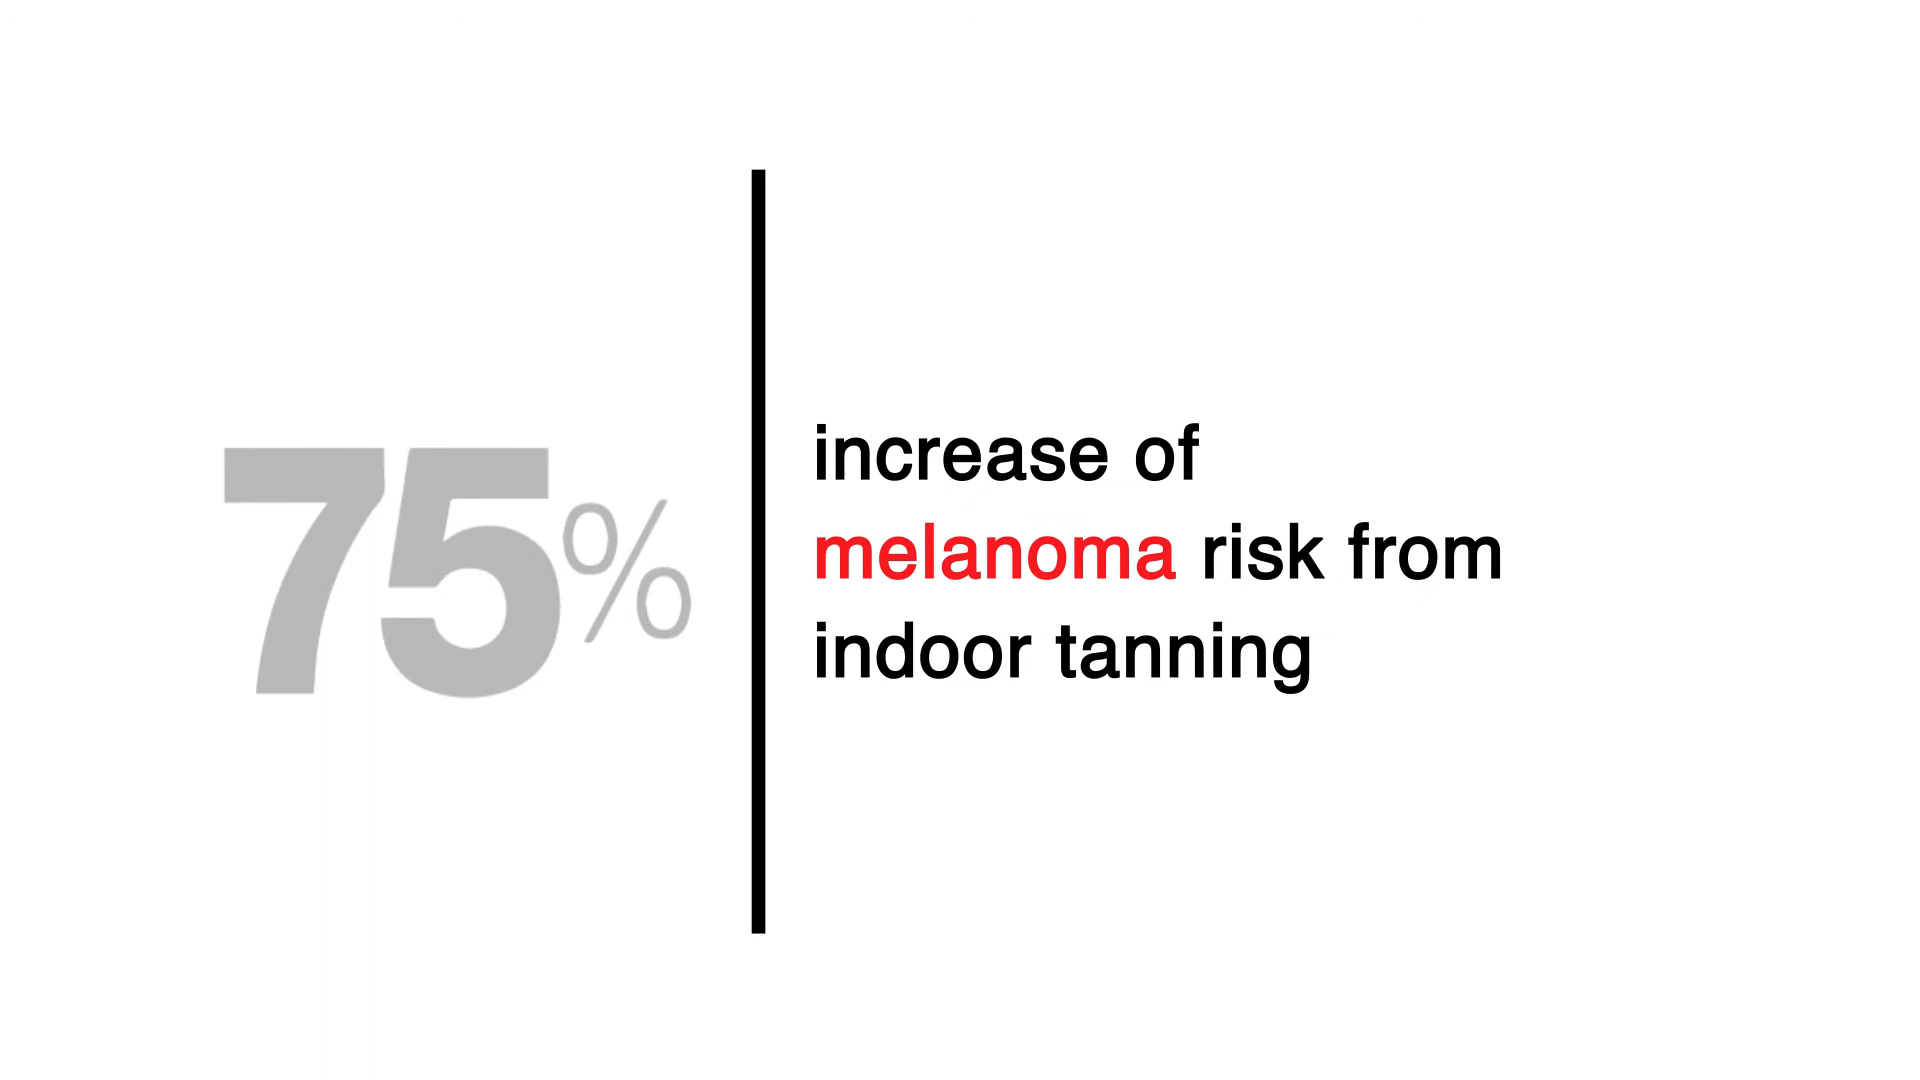 75%
increase of
melanoma risk from
indoor tanning